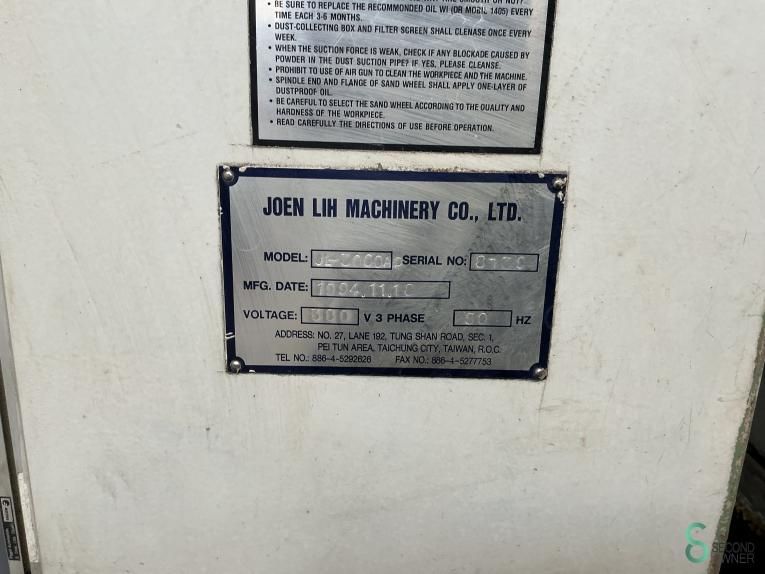 • BE SURE TO REPLACE THE RECOMMONDED OIL WI (OR MOBIL 1405) EVERY
TIME EACH 3-6 MONTHS.
• DUST-COLLECTING BOX AND FILTER SCREEN SHALL CLENASE ONCE EVERY
WEEK.
• WHEN THE SUCTION FORCE IS WEAK, CHECK IF ANY BLOCKADE CAUSED BY
POWDER IN THE DUST SUCTION PIPE? IF YES, PLEASE CLEANSE.
• PROHIBIT TO USE OF AIR GUN TO CLEAN THE WORKPIECE AND THE MACHINE.
• SPINDLE END AND FLANGE OF SAND WHEEL SHALL APPLY ONE-LAYER OF
DUSTPROOF OIL.
• BE CAREFUL TO SELECT THE SAND WHEEL ACCORDING TO THE QUALITY AND
HARDNESS OF THE WORKPIECE.
• READ CAREFULLY THE DIRECTIONS OF USE BEFORE OPERATION.
JOEN LIH MACHINERY CO., LTD.
MODEL: SERIAL NO:
MFG. DATE: 1994.11.10
VOLTAGE: V 3 PHASE HZ
ADDRESS: NO. 27, LANE 192, TUNG SHAN ROAD, SEC. 1,
PEI TUN AREA, TAICHUNG CITY, TAIWAN, R.O.C.
TEL NO.: 886-4-5292626 FAX NO.: 886-4-5277753
SECOND
OWNER